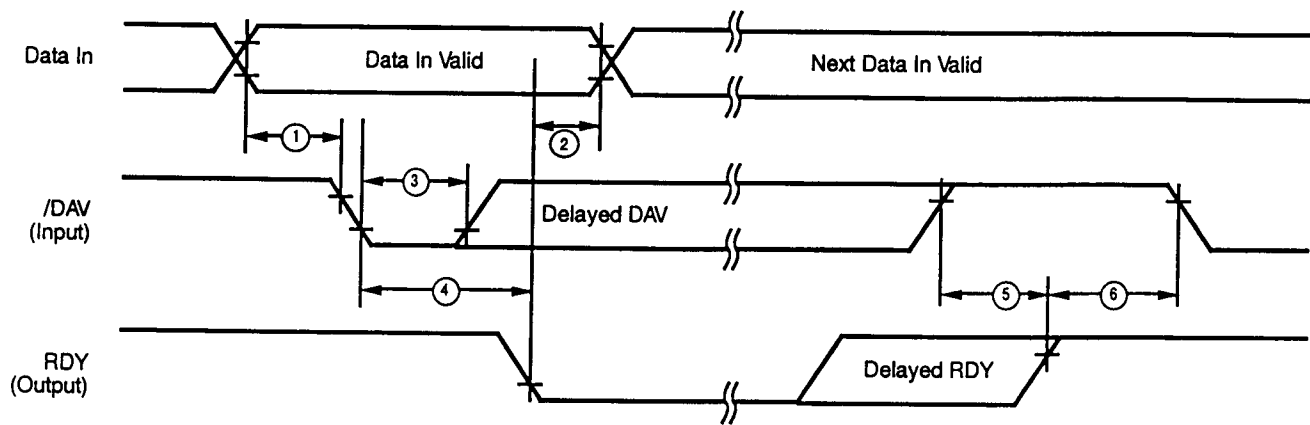 Data In
Data In Valid
Next Data In Valid
1
2
3
/DAV
(Input)
Delayed DAV
4
5
6
RDY
(Output)
Delayed RDY